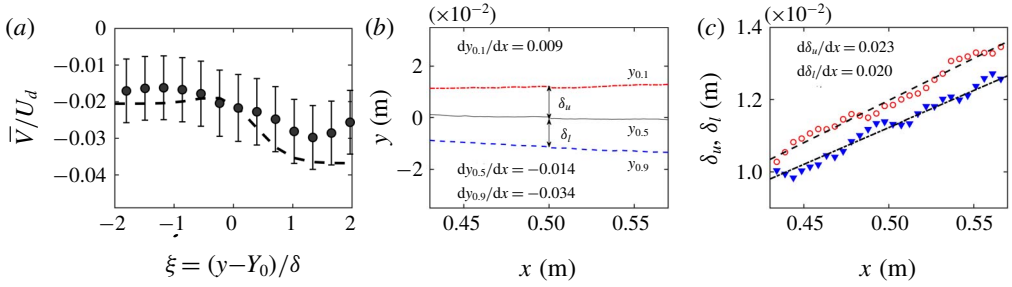 (a)
0
−0.01
−0.02
−0.03
−0.04
V̅/U_d
−2
−1
0
1
2
ξ = (y−Y_0)/δ
(b)
(×10^−2)
dy_0.1/dx = 0.009
y_0.1
2
0
−2
y (m)
δ_u
δ_l
y_0.5
dy_0.5/dx = −0.014
y_0.9
dy_0.9/dx = −0.034
0.45
0.50
0.55
x (m)
(c)
(×10^−2)
1.4
1.2
1.0
δ_u, δ_l (m)
dδ_u/dx = 0.023
dδ_l/dx = 0.020
0.45
0.50
0.55
x (m)